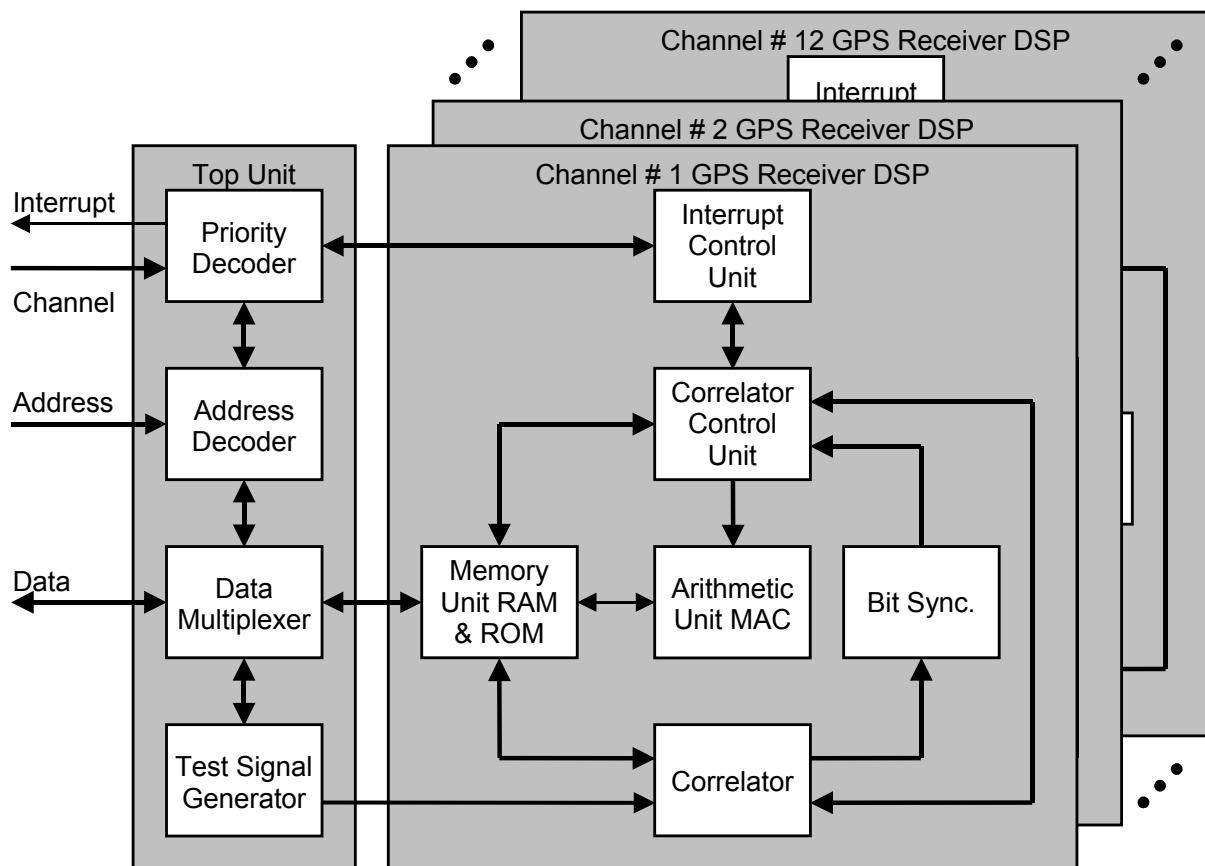 Channel # 12 GPS Receiver DSP
Interrupt
Channel # 2 GPS Receiver DSP
Top Unit
Channel # 1 GPS Receiver DSP
Interrupt
Channel
Priority
Decoder
Interrupt
Control
Unit
Address
Address
Decoder
Correlator
Control
Unit
Data
Data
Multiplexer
Memory
Unit RAM
& ROM
Arithmetic
Unit MAC
Bit Sync.
Test Signal
Generator
Correlator